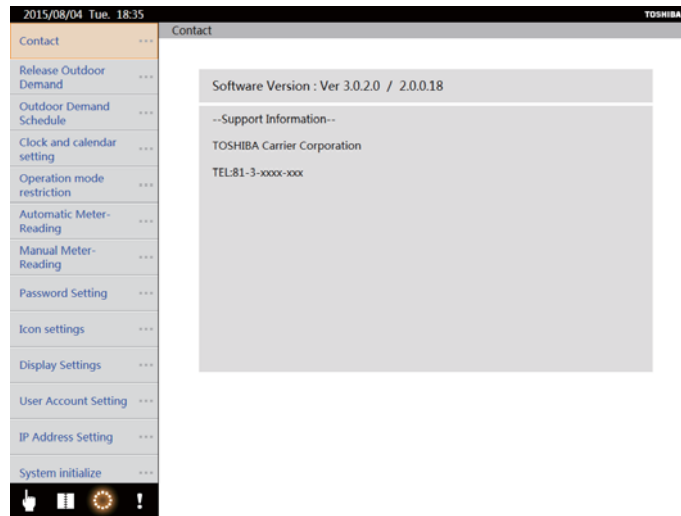 2015/08/04 Tue. 18:35
TOSHIBA
Contact
Release Outdoor
Demand
Outdoor Demand
Schedule
Clock and calendar
setting
Operation mode
restriction
Automatic Meter-
Reading
Manual Meter-
Reading
Password Setting
Icon settings
Display Settings
User Account Setting
IP Address Setting
System initialize
Contact
Software Version : Ver 3.0.2.0 / 2.0.0.18
--Support Information--
TOSHIBA Carrier Corporation
TEL:81-3-xxxx-xxx